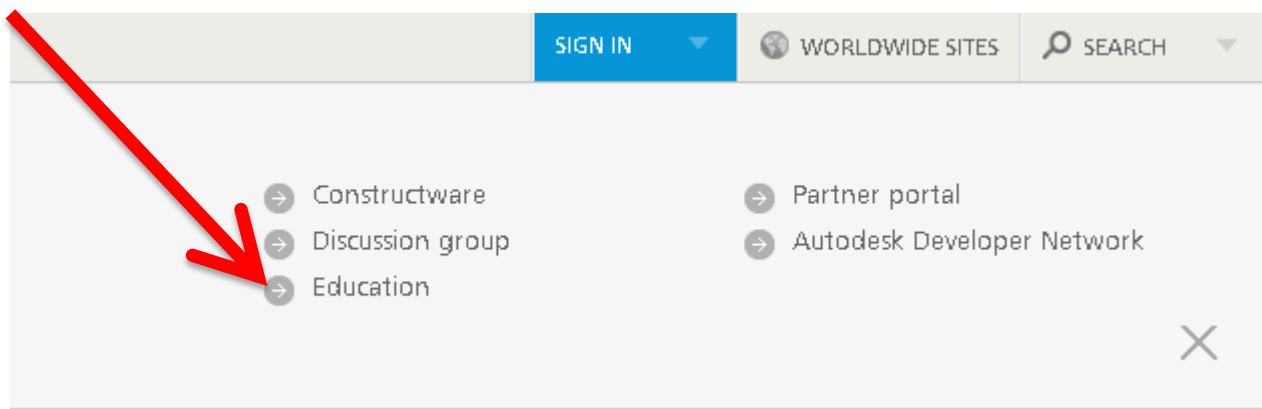 SIGN IN WORLDWIDE SITES SEARCH
Constructware
Discussion group
Education
Partner portal
Autodesk Developer Network